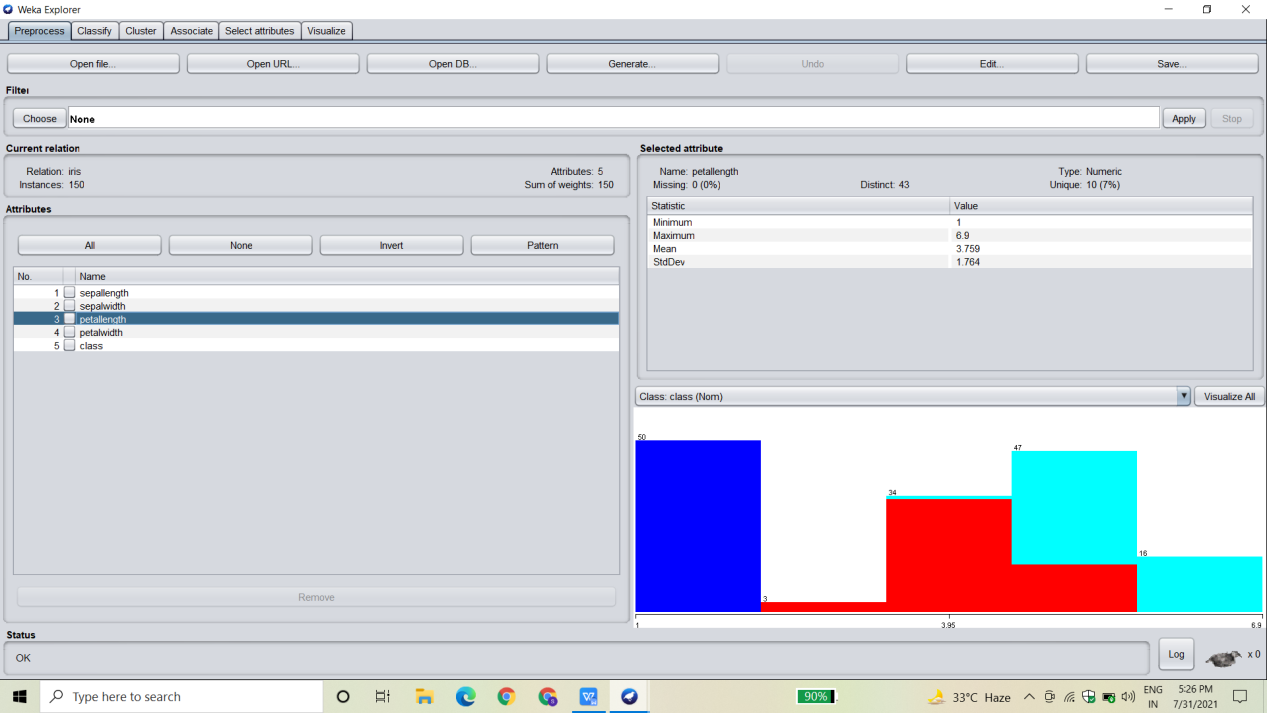 Weka Explorer
Preprocess Classify Cluster Associate Select attributes Visualize
Open file... Open URL... Open DB... Generate... Undo Edit... Save...
Filter
Choose None Apply Stop
Current relation
Relation: iris Attributes: 5
Instances: 150 Sum of weights: 150
Attributes
All None Invert Pattern
No. Name
1 sepallength
2 sepalwidth
3 petallength
4 petalwidth
5 class
Remove
Selected attribute
Name: petallength Type: Numeric
Missing: 0 (0%) Distinct: 43 Unique: 10 (7%)
Statistic Value
Minimum 1
Maximum 6.9
Mean 3.759
StdDev 1.764
Class: class (Nom) Visualize All
50
47
34
16
3
1 3.95 6.9
Status
OK
Log x 0
Type here to search
90%
33°C Haze
ENG
IN
5:26 PM
7/31/2021